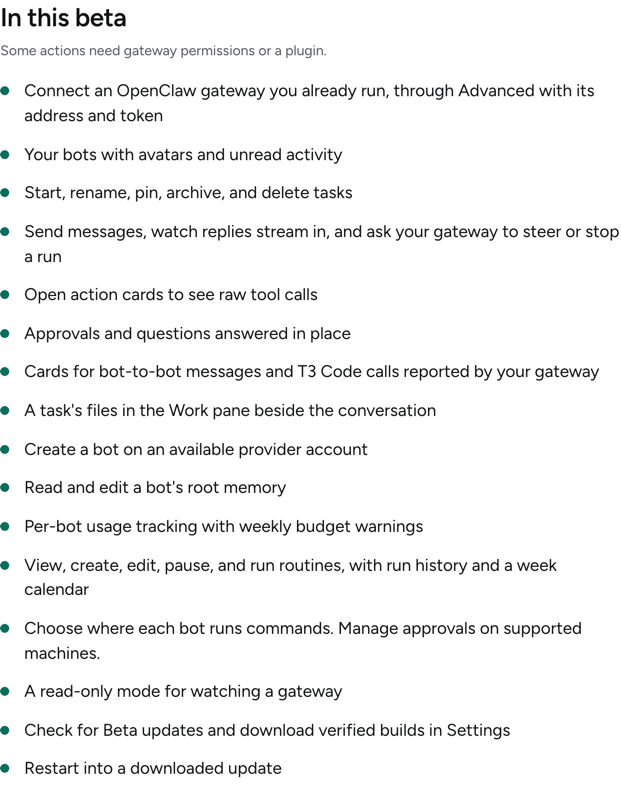 In this beta
Some actions need gateway permissions or a plugin.
Connect an OpenClaw gateway you already run, through Advanced with its
address and token
Your bots with avatars and unread activity
Start, rename, pin, archive, and delete tasks
Send messages, watch replies stream in, and ask your gateway to steer or stop
a run
Open action cards to see raw tool calls
Approvals and questions answered in place
Cards for bot-to-bot messages and T3 Code calls reported by your gateway
A task's files in the Work pane beside the conversation
Create a bot on an available provider account
Read and edit a bot's root memory
Per-bot usage tracking with weekly budget warnings
View, create, edit, pause, and run routines, with run history and a week
calendar
Choose where each bot runs commands. Manage approvals on supported
machines.
A read-only mode for watching a gateway
Check for Beta updates and download verified builds in Settings
Restart into a downloaded update